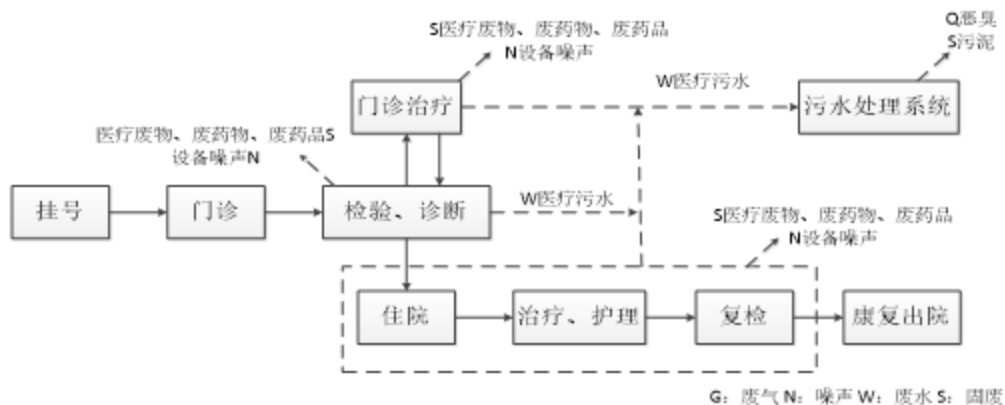 Q恶臭
S污泥
S医疗废物、废药物、废药品
N设备噪声
W医疗污水
门诊治疗
污水处理系统
医疗废物、废药物、废药品S
设备噪声N
挂号
门诊
检验、诊断
W医疗污水
S医疗废物、废药物、废药品
N设备噪声
住院
治疗、护理
复检
康复出院
G：废气 N：噪声 W：废水 S：固废